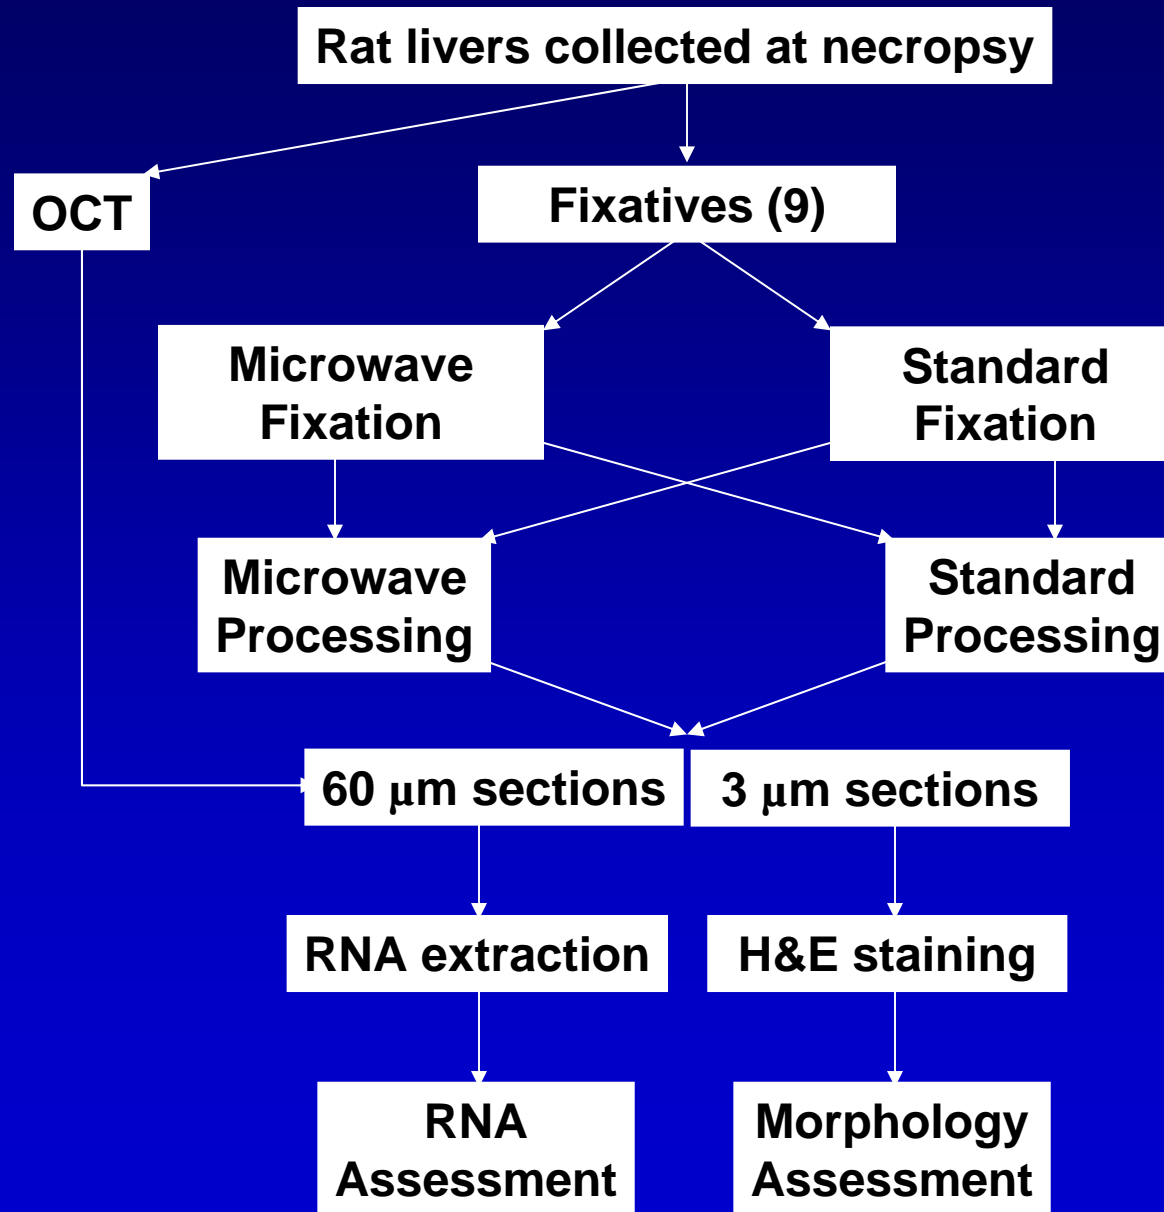 Rat livers collected at necropsy
OCT
Fixatives (9)
Microwave
Fixation
Standard
Fixation
Microwave
Processing
Standard
Processing
60 µm sections
3 µm sections
RNA extraction
H&E staining
RNA
Assessment
Morphology
Assessment